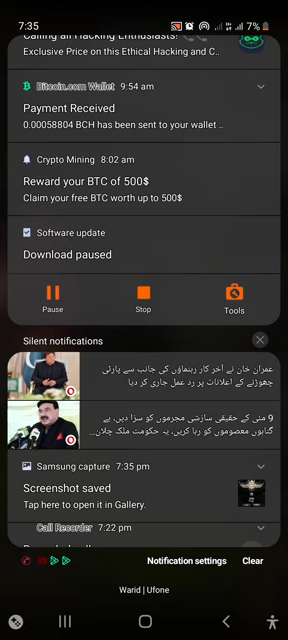 7:35
7%
Calling all Hacking Enthusiasts!
Exclusive Price on this Ethical Hacking and C..
Bitcoin.com Wallet 9:54 am
Payment Received
0.00058804 BCH has been sent to your wallet ..
Crypto Mining 8:02 am
Reward your BTC of 500$
Claim your free BTC worth up to 500$
Software update
Download paused
Pause
Stop
Tools
Silent notifications
عمران خان نے آخر کار رہنماؤں کی جانب سے پارٹی
چھوڑنے کے اعلانات پر رد عمل جاری کر دیا
9 مئی کے حقیقی سازشی مجرموں کو سزا دیں، بے
گناہوں معصوموں کو رہا کریں، یہ حکومت ملک چلان...
Samsung capture 7:35 pm
Screenshot saved
Tap here to open it in Gallery.
Call Recorder 7:22 pm
Notification settings
Clear
Warid | Ufone